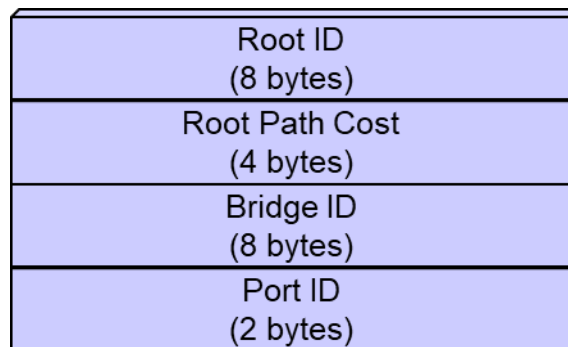 Root ID
(8 bytes)
Root Path Cost
(4 bytes)
Bridge ID
(8 bytes)
Port ID
(2 bytes)